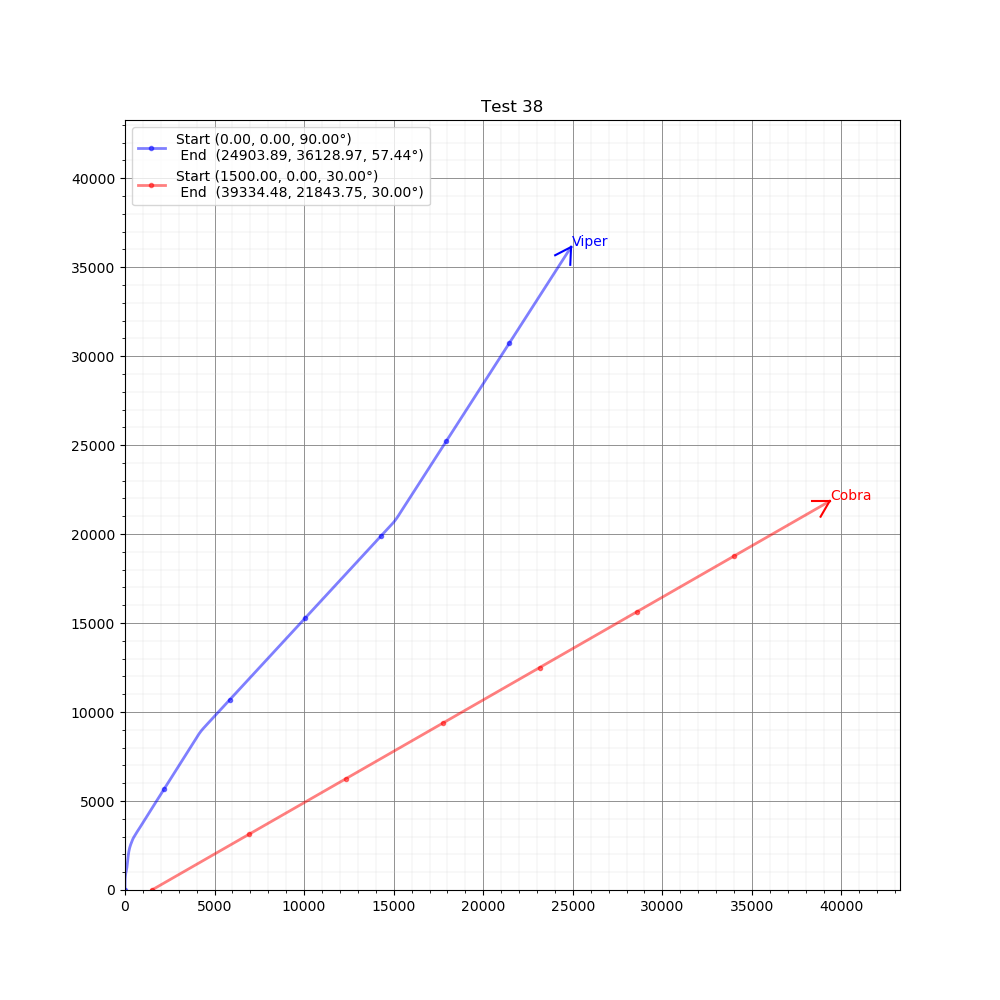 Test 38
Start (0.00, 0.00, 90.00°)
End (24903.89, 36128.97, 57.44°)
Start (1500.00, 0.00, 30.00°)
End (39334.48, 21843.75, 30.00°)
40000
35000
30000
25000
20000
15000
10000
5000
0
Viper
Cobra
0 5000 10000 15000 20000 25000 30000 35000 40000